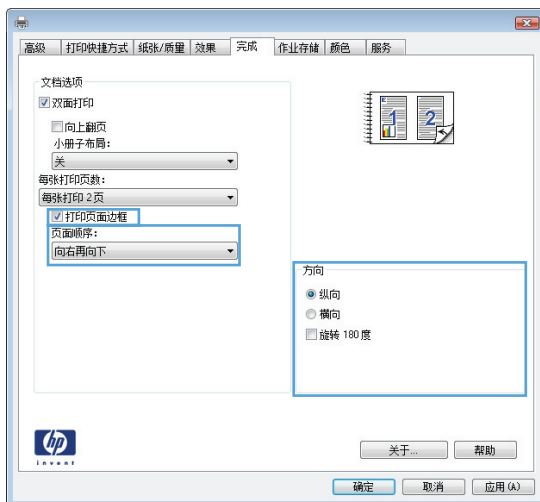 高级 打印快捷方式 纸张/质量 效果 完成 作业存储 颜色 服务
文档选项
双面打印
向上翻页
小册子布局:
关
每张打印页数:
每张打印 2 页
打印页面边框
页面顺序:
向右再向下
1 2
方向
纵向
横向
旋转 180 度
hp
invent
关于... 帮助
确定 取消 应用(A)